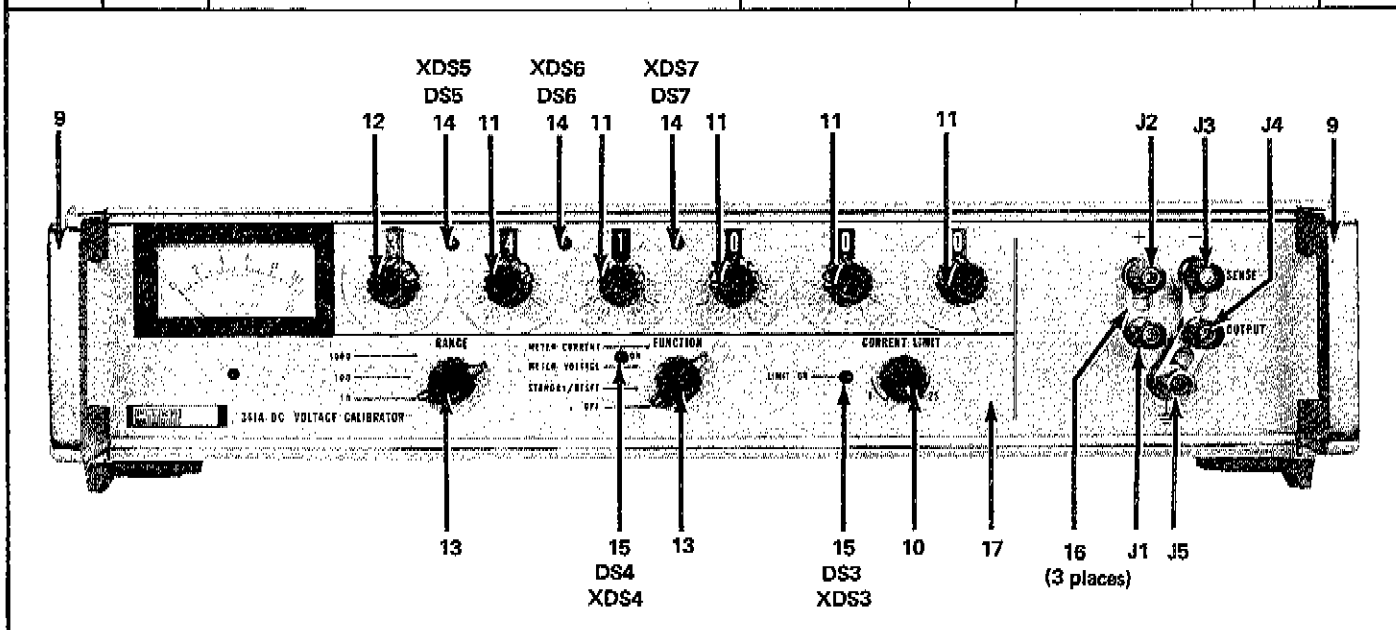 XDS5 XDS6 XDS7
DS5 DS6 DS7
9 12 14 11 14 11 14 11 11 11 J2 J3 J4 9
3 4 1 0 0 0
+ −
SENSE
OUTPUT
RANGE
1000
100
10
METER CURRENT
FUNCTION
ON
METER VOLTAGE
STANDBY/RESET
OFF
CURRENT LIMIT
LIMIT ON
1 25
341A DC VOLTAGE CALIBRATOR
13 15 13 15 10 17 16 J1 J5
DS4 DS3 (3 places)
XDS4 XDS3